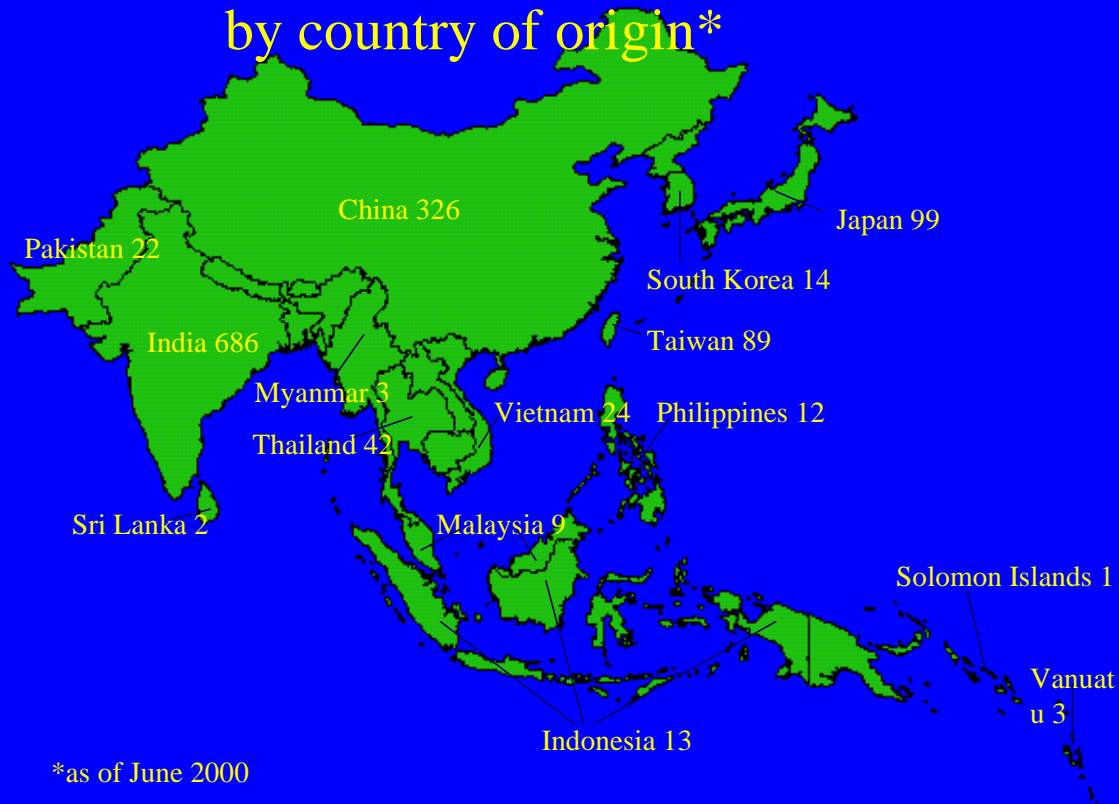 by country of origin*
China 326
Japan 99
Pakistan 22
South Korea 14
India 686
Taiwan 89
Myanmar 3
Vietnam 24
Philippines 12
Thailand 42
Sri Lanka 2
Malaysia 9
Solomon Islands 1
Vanuat
u 3
Indonesia 13
*as of June 2000